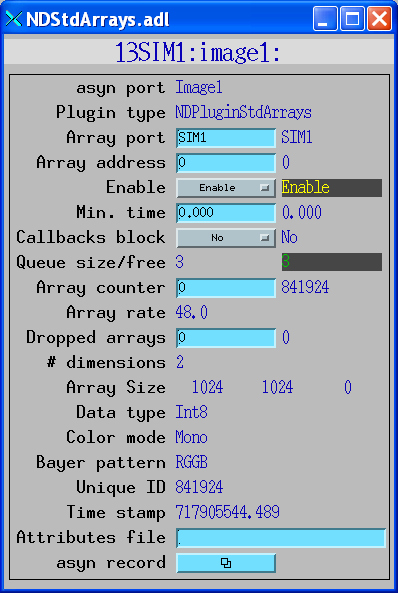 NDStdArrays.adl
13SIM1:image1:
asyn port Image1
Plugin type NDPluginStdArrays
Array port SIM1 SIM1
Array address 0 0
Enable Enable Enable
Min. time 0.000 0.000
Callbacks block No No
Queue size/free 3 3
Array counter 0 841924
Array rate 48.0
Dropped arrays 0 0
# dimensions 2
Array Size 1024 1024 0
Data type Int8
Color mode Mono
Bayer pattern RGGB
Unique ID 841924
Time stamp 717905544.489
Attributes file
asyn record